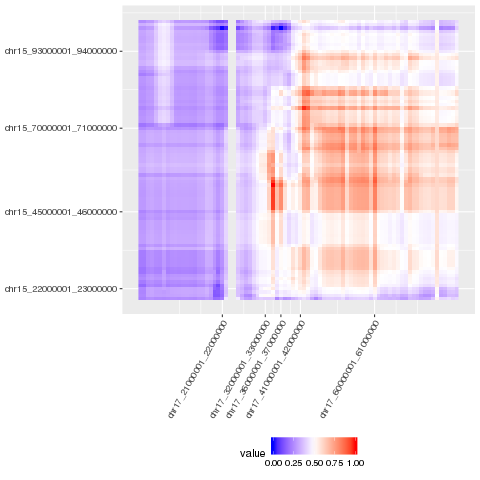 chr15_93000001_94000000
chr15_70000001_71000000
chr15_45000001_46000000
chr15_22000001_23000000
chr17_21000001_22000000
chr17_32000001_33000000
chr17_36000001_37000000
chr17_41000001_42000000
chr17_60000001_61000000
value
0.00 0.25 0.50 0.75 1.00